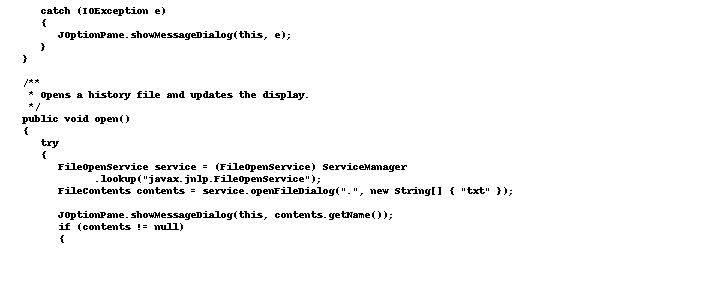 catch (IOException e)
{
JOptionPane.showMessageDialog(this, e);
}
}
/**
* Opens a history file and updates the display.
*/
public void open()
{
try
{
FileOpenService service = (FileOpenService) ServiceManager
.lookup("javax.jnlp.FileOpenService");
FileContents contents = service.openFileDialog(".", new String[] { "txt" });
JOptionPane.showMessageDialog(this, contents.getName());
if (contents != null)
{